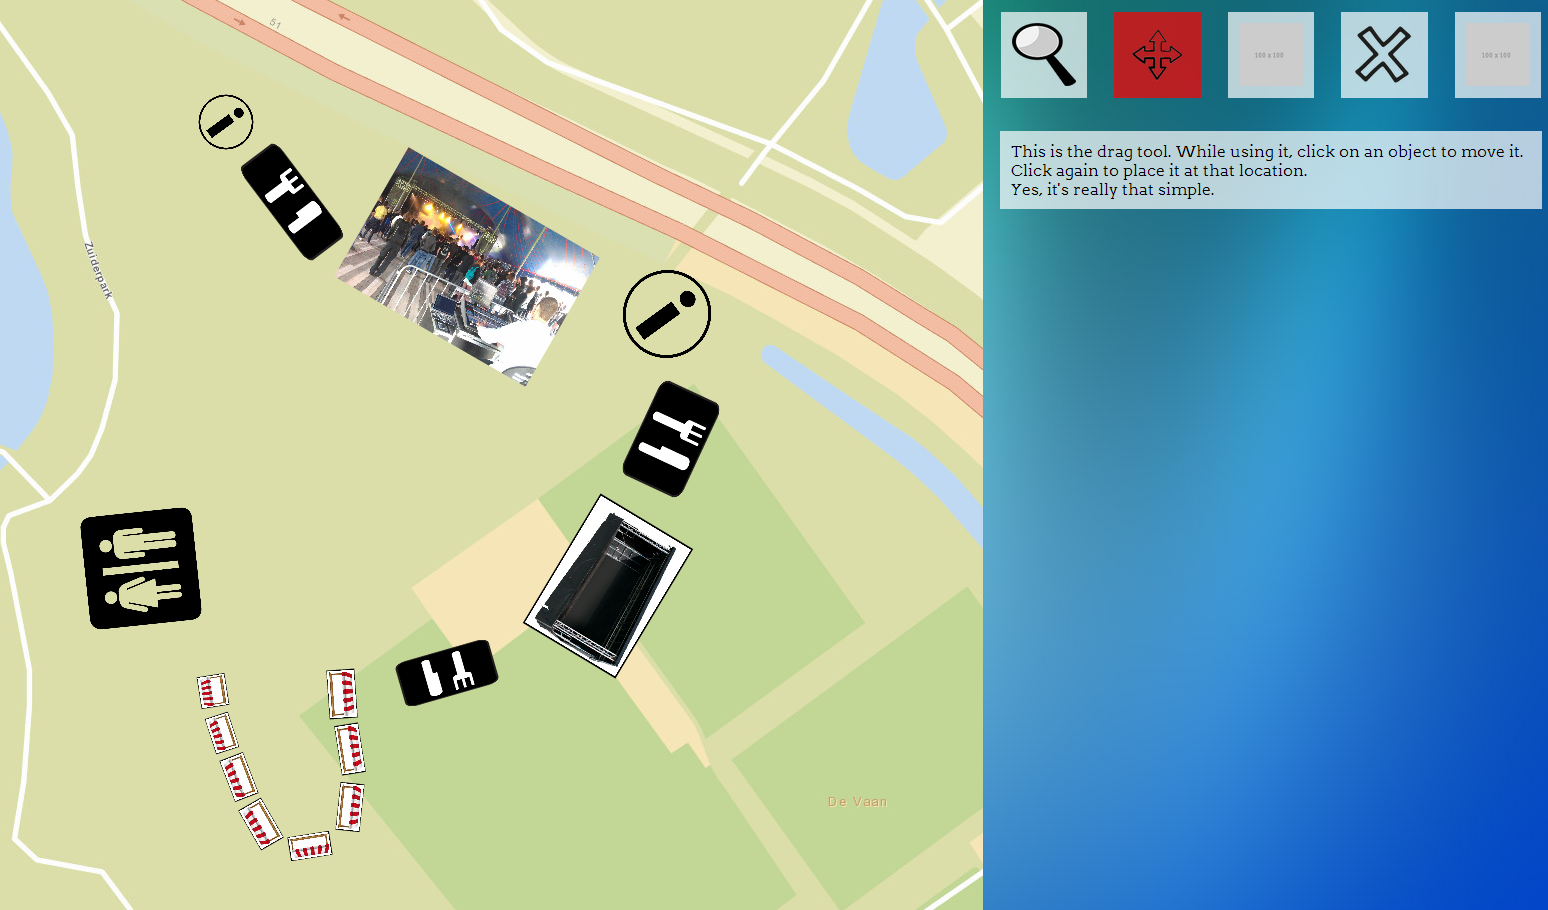 51
Zuiderpark
De Vaan
100 x 100
100 x 100
This is the drag tool. While using it, click on an object to move it.
Click again to place it at that location.
Yes, it's really that simple.